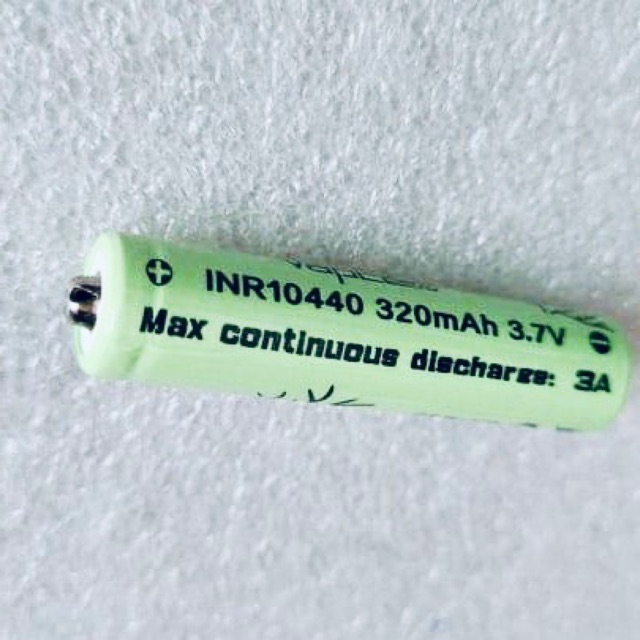 INR10440 320mAh 3.7V
Max continuous discharge: 3A